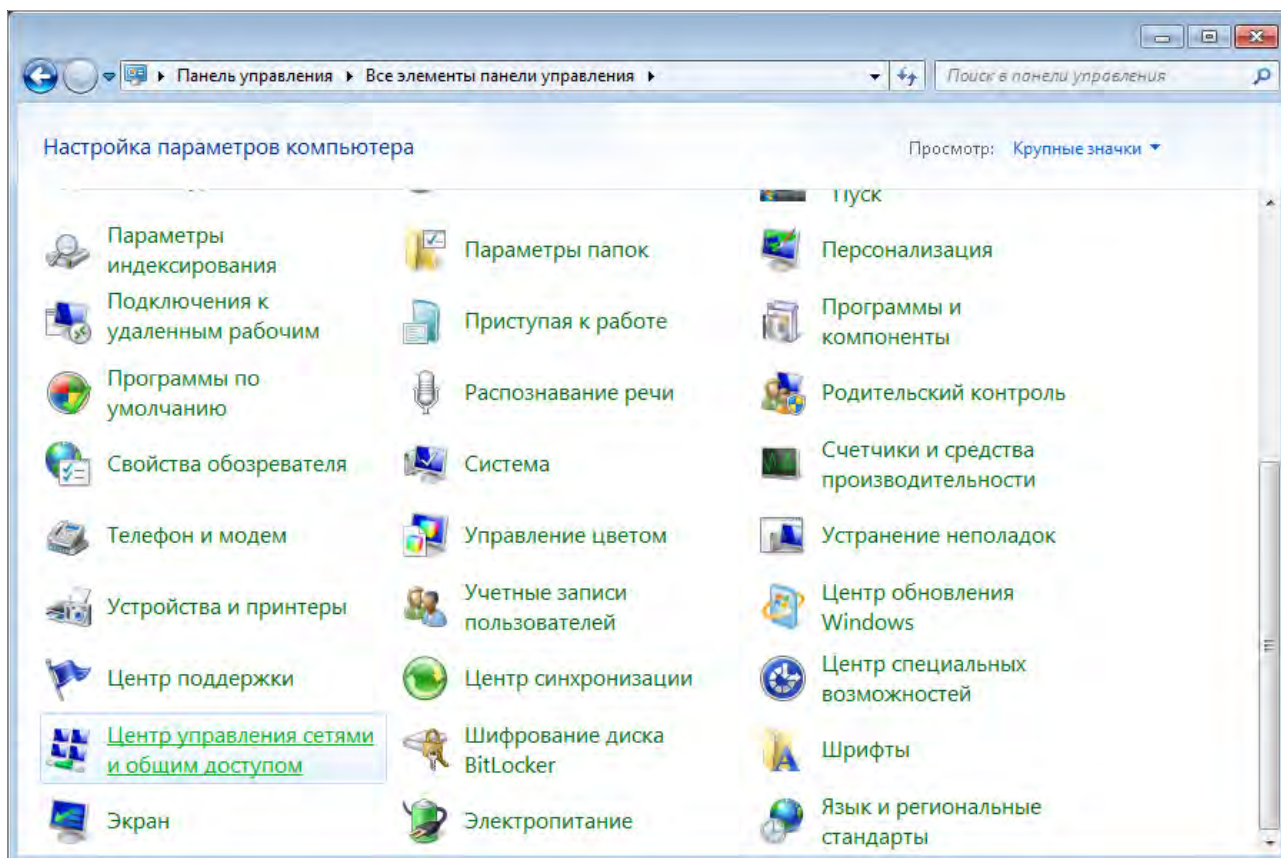 Панель управления Все элементы панели управления
Поиск в панели управления
Настройка параметров компьютера
Просмотр: Крупные значки
Пуск
Параметры
индексирования
Параметры папок
Персонализация
Подключения к
удаленным рабочим
Приступая к работе
Программы и
компоненты
Программы по
умолчанию
Распознавание речи
Родительский контроль
Свойства обозревателя
Система
Счетчики и средства
производительности
Телефон и модем
Управление цветом
Устранение неполадок
Устройства и принтеры
Учетные записи
пользователей
Центр обновления
Windows
Центр поддержки
Центр синхронизации
Центр специальных
возможностей
Центр управления сетями
и общим доступом
Шифрование диска
BitLocker
Шрифты
Экран
Электропитание
Язык и региональные
стандарты